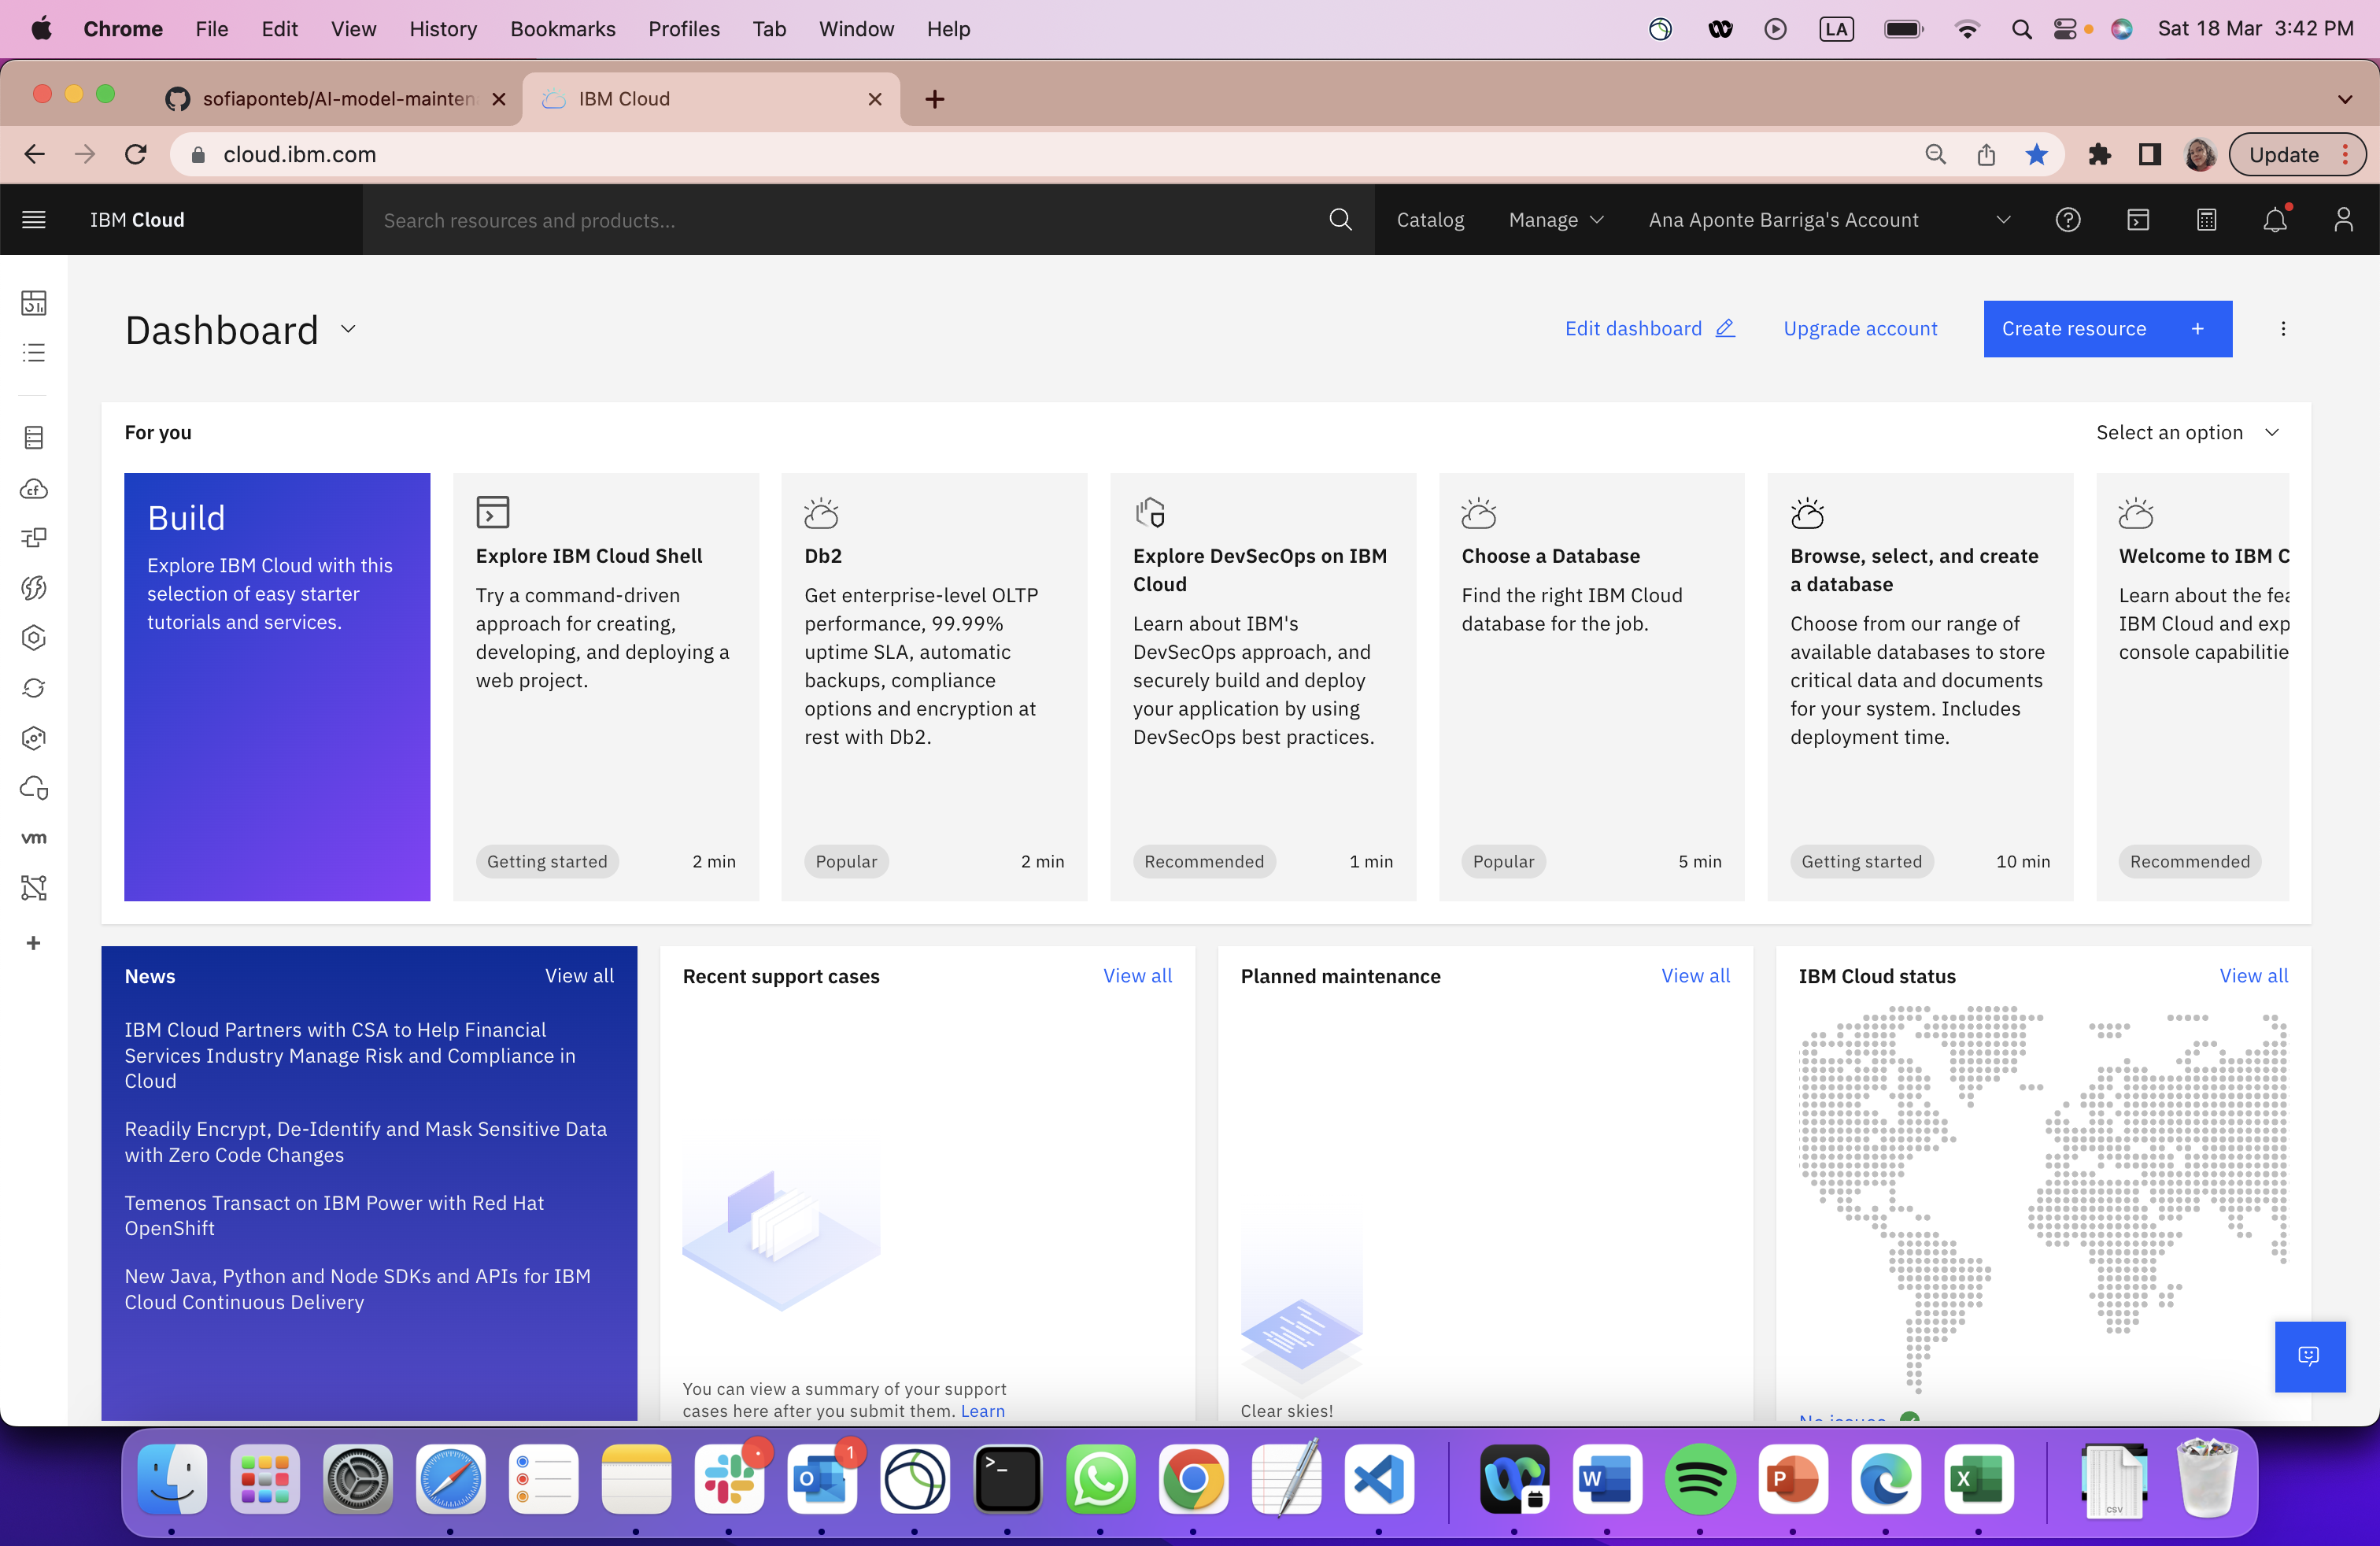 Chrome File Edit View History Bookmarks Profiles Tab Window Help LA Sat 18 Mar 3:42 PM
sofiaponteb/AI-model-mainten
IBM Cloud
cloud.ibm.com
Update
IBM Cloud
Search resources and products...
Catalog
Manage
Ana Aponte Barriga's Account
Dashboard
Edit dashboard
Upgrade account
Create resource +
For you
Select an option
Build
Explore IBM Cloud with this
selection of easy starter
tutorials and services.
Explore IBM Cloud Shell
Try a command-driven
approach for creating,
developing, and deploying a
web project.
Getting started 2 min
Db2
Get enterprise-level OLTP
performance, 99.99%
uptime SLA, automatic
backups, compliance
options and encryption at
rest with Db2.
Popular 2 min
Explore DevSecOps on IBM
Cloud
Learn about IBM's
DevSecOps approach, and
securely build and deploy
your application by using
DevSecOps best practices.
Recommended 1 min
Choose a Database
Find the right IBM Cloud
database for the job.
Popular 5 min
Browse, select, and create
a database
Choose from our range of
available databases to store
critical data and documents
for your system. Includes
deployment time.
Getting started 10 min
Welcome to IBM C
Learn about the fea
IBM Cloud and exp
console capabilitie
Recommended
cf
vm
News View all
IBM Cloud Partners with CSA to Help Financial
Services Industry Manage Risk and Compliance in
Cloud
Readily Encrypt, De-Identify and Mask Sensitive Data
with Zero Code Changes
Temenos Transact on IBM Power with Red Hat
OpenShift
New Java, Python and Node SDKs and APIs for IBM
Cloud Continuous Delivery
Recent support cases View all
You can view a summary of your support
cases here after you submit them. Learn
Planned maintenance View all
Clear skies!
IBM Cloud status View all
No issues
1
O
>_
W
P
X
CSV